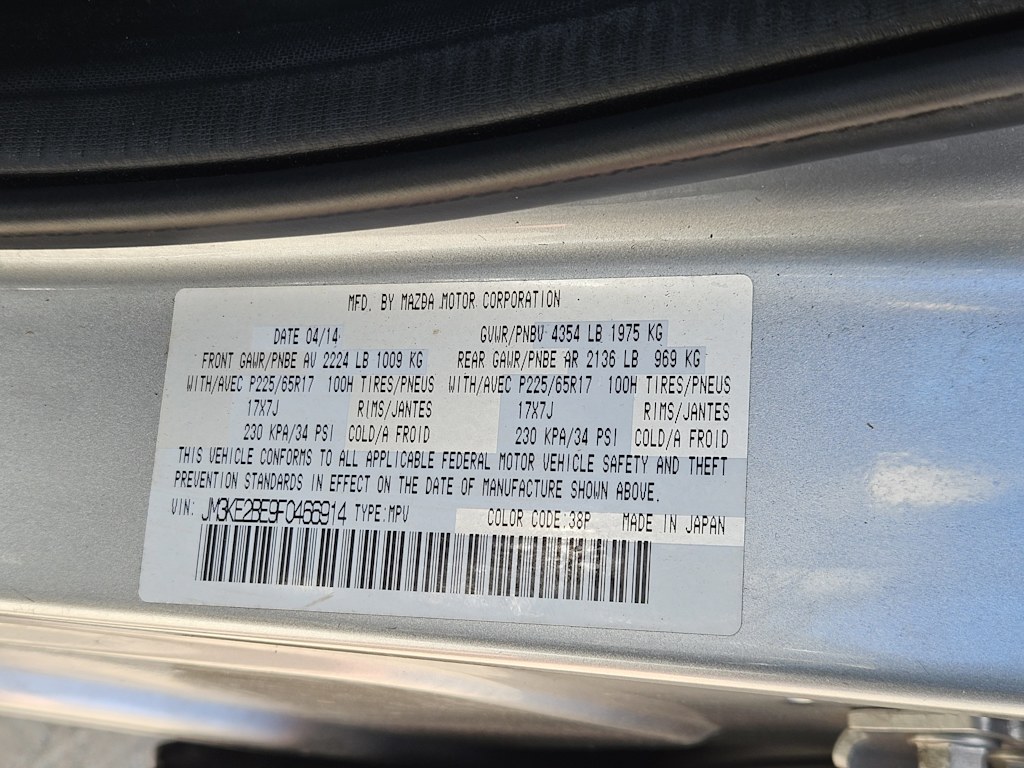 MFD. BY MAZDA MOTOR CORPORATION
DATE 04/14 GVWR/PNBV 4354 LB 1975 KG
FRONT GAWR/PNBE AV 2224 LB 1009 KG REAR GAWR/PNBE AR 2136 LB 969 KG
WITH/AVEC P225/65R17 100H TIRES/PNEUS WITH/AVEC P225/65R17 100H TIRES/PNEUS
17X7J RIMS/JANTES 17X7J RIMS/JANTES
230 KPA/34 PSI COLD/A FROID 230 KPA/34 PSI COLD/A FROID
THIS VEHICLE CONFORMS TO ALL APPLICABLE FEDERAL MOTOR VEHICLE SAFETY AND THEFT
PREVENTION STANDARDS IN EFFECT ON THE DATE OF MANUFACTURE SHOWN ABOVE.
VIN: JM3KE2BE9F0466914 TYPE:MPV COLOR CODE:38P MADE IN JAPAN